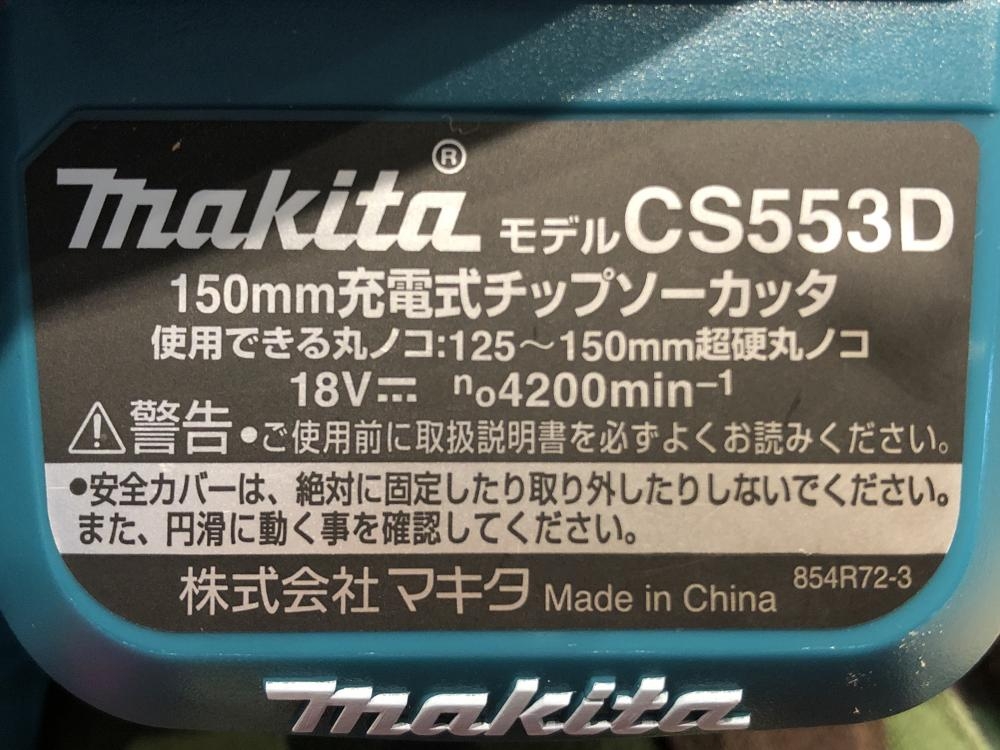 makita® モデル CS553D
150mm充電式チップソーカッタ
使用できる丸ノコ:125～150mm超硬丸ノコ
18V⎓ n₀4200min⁻¹
⚠警告 •ご使用前に取扱説明書を必ずよくお読みください。
•安全カバーは、絶対に固定したり取り外したりしないでください。
また、円滑に動く事を確認してください。
株式会社 マキタ Made in China 854R72-3
makita